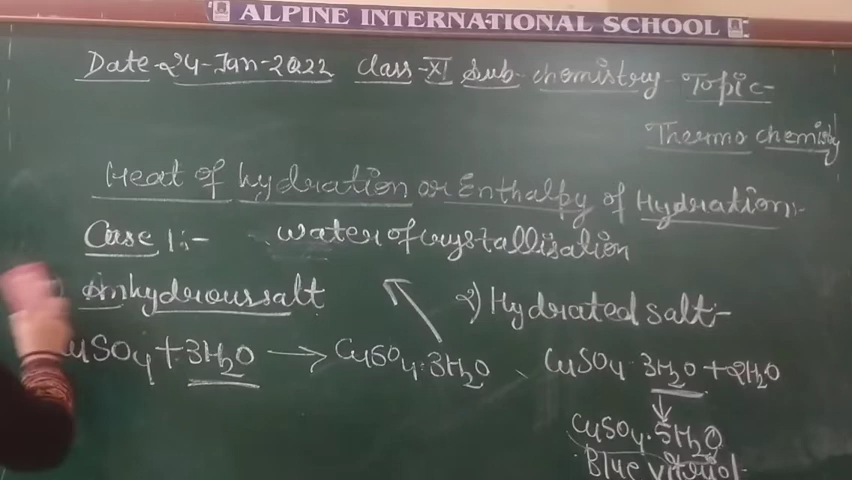 ALPINE INTERNATIONAL SCHOOL
Date-24-Jan-2022 Class-XI Sub-chemistry Topic-
Thermo chemistry
Heat of hydration or Enthalpy of Hydration:-
Case 1:- water of crystallisation
Anhydrous salt
2) Hydrated salt:-
CuSO4 + 3H2O → CuSO4.3H2O
CuSO4.3H2O + 2H2O
↓
CuSO4.5H2O
Blue vitriol